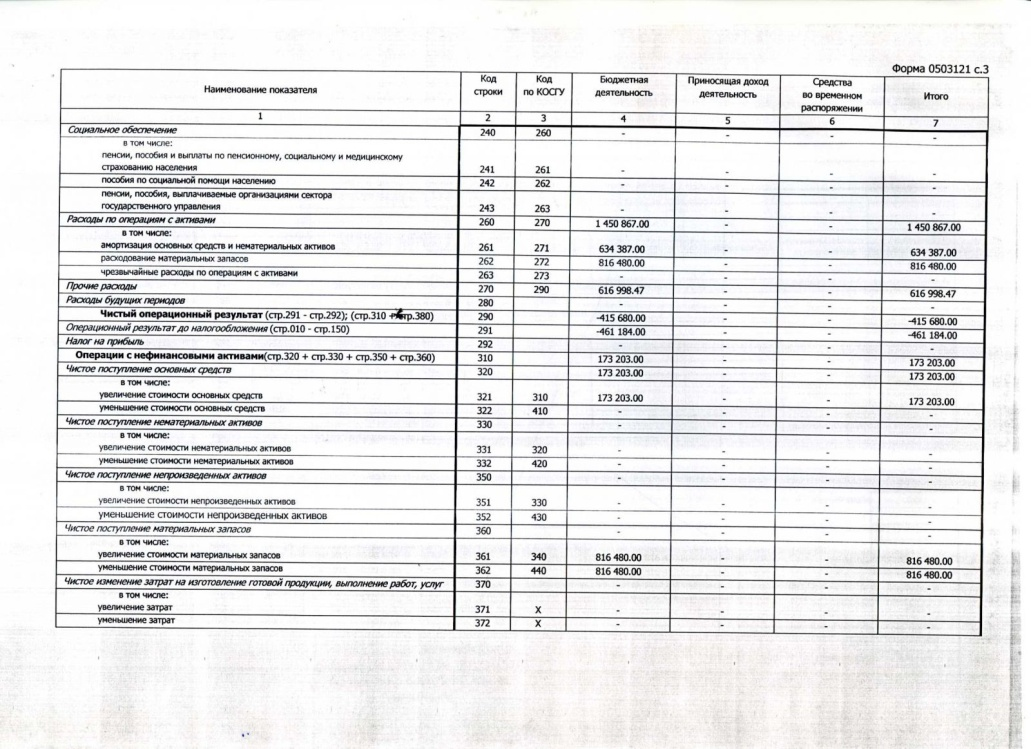 Форма 0503121 с.3
Наименование показателя | Код строки | Код по КОСГУ | Бюджетная деятельность | Приносящая доход деятельность | Средства во временном распоряжении | Итого
1 | 2 | 3 | 4 | 5 | 6 | 7
Социальное обеспечение | 240 | 260 | - | - | - | -
в том числе:
пенсии, пособия и выплаты по пенсионному, социальному и медицинскому
страхованию населения | 241 | 261 | - | - | - | -
пособия по социальной помощи населению | 242 | 262 | - | - | - | -
пенсии, пособия, выплачиваемые организациями сектора
государственного управления | 243 | 263 | - | - | - | -
Расходы по операциям с активами | 260 | 270 | 1 450 867.00 | - | - | 1 450 867.00
в том числе:
амортизация основных средств и нематериальных активов | 261 | 271 | 634 387.00 | - | - | 634 387.00
расходование материальных запасов | 262 | 272 | 816 480.00 | - | - | 816 480.00
чрезвычайные расходы по операциям с активами | 263 | 273 | - | - | - | -
Прочие расходы | 270 | 290 | 616 998.47 | - | - | 616 998.47
Расходы будущих периодов | 280 | | - | - | - | -
Чистый операционный результат (стр.291 - стр.292); (стр.310 + стр.380) | 290 | | -415 680.00 | - | - | -415 680.00
Операционный результат до налогообложения (стр.010 - стр.150) | 291 | | -461 184.00 | - | - | -461 184.00
Налог на прибыль | 292 | | - | - | - | -
Операции с нефинансовыми активами(стр.320 + стр.330 + стр.350 + стр.360) | 310 | | 173 203.00 | - | - | 173 203.00
Чистое поступление основных средств | 320 | | 173 203.00 | - | - | 173 203.00
в том числе:
увеличение стоимости основных средств | 321 | 310 | 173 203.00 | - | - | 173 203.00
уменьшение стоимости основных средств | 322 | 410 | - | - | - | -
Чистое поступление нематериальных активов | 330 | | - | - | - | -
в том числе:
увеличение стоимости нематериальных активов | 331 | 320 | - | - | - | -
уменьшение стоимости нематериальных активов | 332 | 420 | - | - | - | -
Чистое поступление непроизведенных активов | 350 | | - | - | - | -
в том числе:
увеличение стоимости непроизведенных активов | 351 | 330 | - | - | - | -
уменьшение стоимости непроизведенных активов | 352 | 430 | - | - | - | -
Чистое поступление материальных запасов | 360 | | - | - | - | -
в том числе:
увеличение стоимости материальных запасов | 361 | 340 | 816 480.00 | - | - | 816 480.00
уменьшение стоимости материальных запасов | 362 | 440 | 816 480.00 | - | - | 816 480.00
Чистое изменение затрат на изготовление готовой продукции, выполнение работ, услуг | 370 | | - | - | - | -
в том числе:
увеличение затрат | 371 | X | - | - | - | -
уменьшение затрат | 372 | X | - | - | - | -